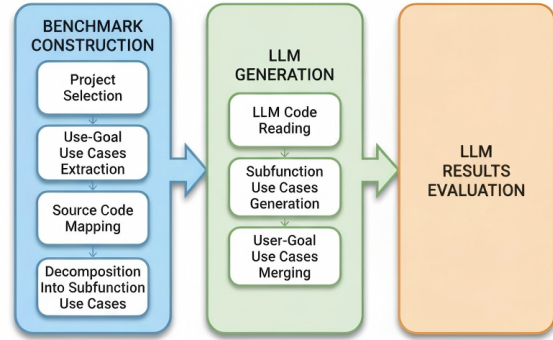 BENCHMARK
CONSTRUCTION
Project
Selection
Use-Goal
Use Cases
Extraction
Source Code
Mapping
Decomposition
Into Subfunction
Use Cases
LLM
GENERATION
LLM Code
Reading
Subfunction
Use Cases
Generation
User-Goal
Use Cases
Merging
LLM
RESULTS
EVALUATION